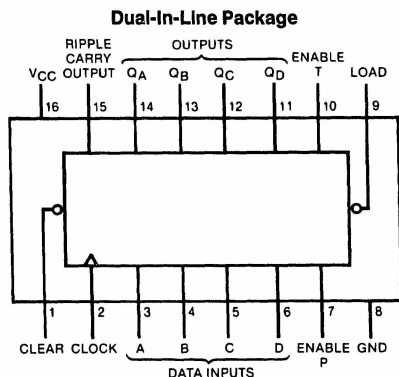 Dual-In-Line Package
RIPPLE CARRY OUTPUT
OUTPUTS
ENABLE T
VCC QA QB QC QD LOAD
16 15 14 13 12 11 10 9
1 2 3 4 5 6 7 8
CLEAR CLOCK A B C D ENABLE P GND
DATA INPUTS